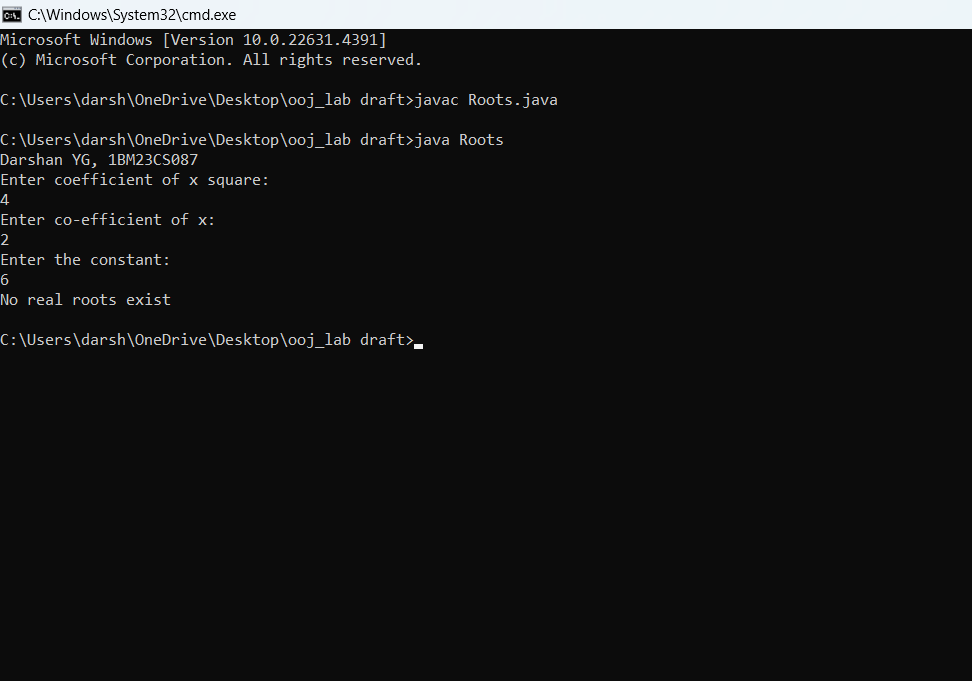 C:\Windows\System32\cmd.exe
Microsoft Windows [Version 10.0.22631.4391]
(c) Microsoft Corporation. All rights reserved.
C:\Users\darsh\OneDrive\Desktop\ooj_lab draft>javac Roots.java
C:\Users\darsh\OneDrive\Desktop\ooj_lab draft>java Roots
Darshan YG, 1BM23CS087
Enter coefficient of x square:
4
Enter co-efficient of x:
2
Enter the constant:
6
No real roots exist
C:\Users\darsh\OneDrive\Desktop\ooj_lab draft>